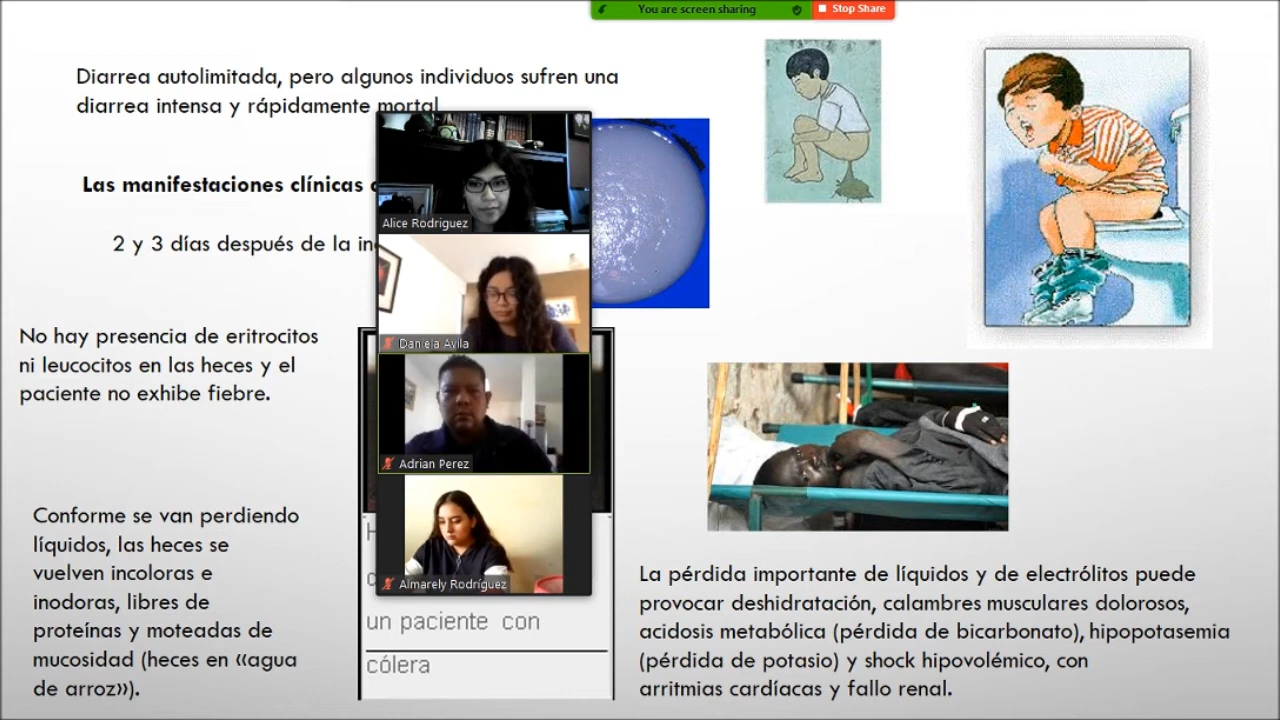 You are screen sharing
Stop Share
Diarrea autolimitada, pero algunos individuos sufren una
diarrea intensa y rápidamente mortal
Las manifestaciones clínicas
2 y 3 días después de la
Alice Rodriguez
Daniela Avila
Adrian Perez
Almarely Rodríguez
No hay presencia de eritrocitos
ni leucocitos en las heces y el
paciente no exhibe fiebre.
Conforme se van perdiendo
líquidos, las heces se
vuelven incoloras e
inodoras, libres de
proteínas y moteadas de
mucosidad (heces en «agua
de arroz»).
un paciente con
cólera
La pérdida importante de líquidos y de electrólitos puede
provocar deshidratación, calambres musculares dolorosos,
acidosis metabólica (pérdida de bicarbonato), hipopotasemia
(pérdida de potasio) y shock hipovolémico, con
arritmias cardíacas y fallo renal.